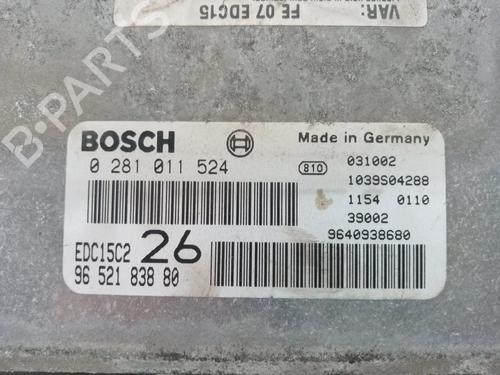 VAR:
FE 07 EDC15
B-PARTS
BOSCH
Made in Germany
0 281 011 524
810
031002
1039S04288
1154 0110
39002
9640938680
EDC15C2 26
96 521 838 80